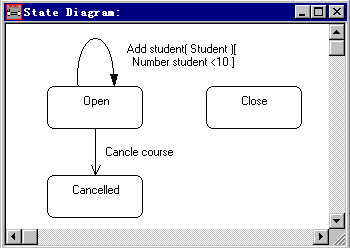 State Diagram:
Add student( Student )[
Number student <10 ]
Open
Close
Cancle course
Cancelled